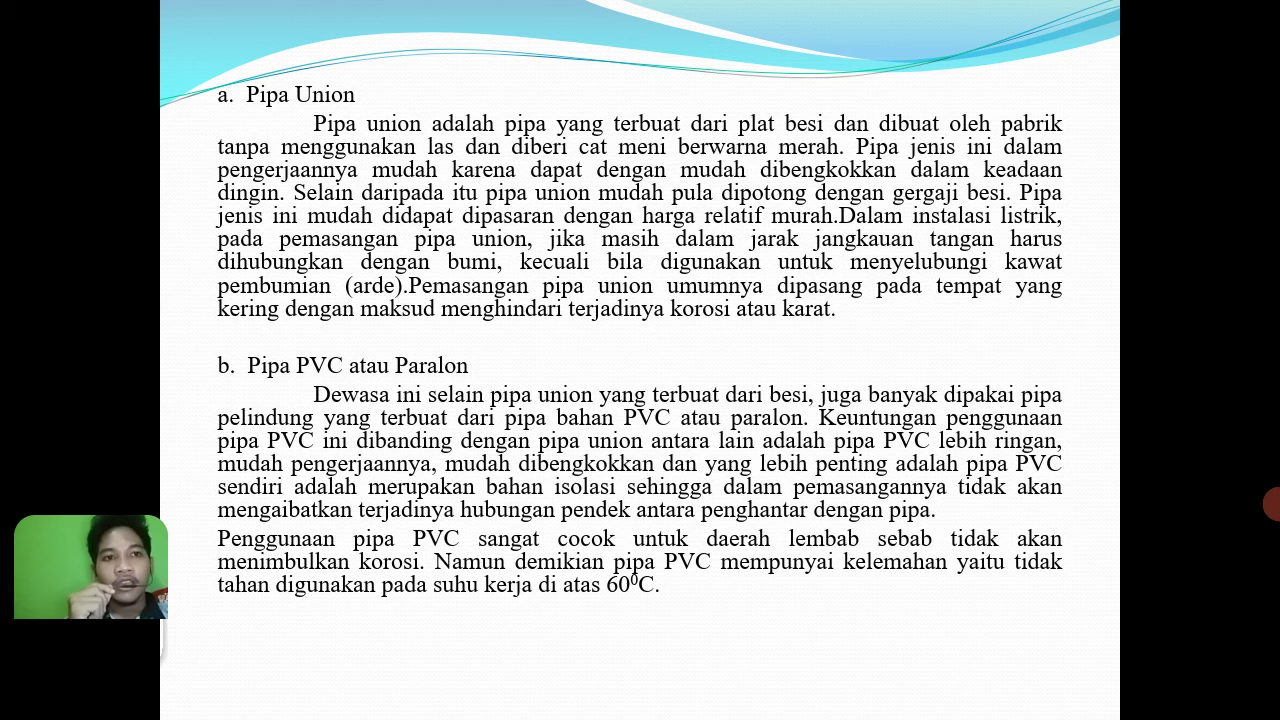 a. Pipa Union
Pipa union adalah pipa yang terbuat dari plat besi dan dibuat oleh pabrik
tanpa menggunakan las dan diberi cat meni berwarna merah. Pipa jenis ini dalam
pengerjaannya mudah karena dapat dengan mudah dibengkokkan dalam keadaan
dingin. Selain daripada itu pipa union mudah pula dipotong dengan gergaji besi. Pipa
jenis ini mudah didapat dipasaran dengan harga relatif murah.Dalam instalasi listrik,
pada pemasangan pipa union, jika masih dalam jarak jangkauan tangan harus
dihubungkan dengan bumi, kecuali bila digunakan untuk menyelubungi kawat
pembumian (arde).Pemasangan pipa union umumnya dipasang pada tempat yang
kering dengan maksud menghindari terjadinya korosi atau karat.
b. Pipa PVC atau Paralon
Dewasa ini selain pipa union yang terbuat dari besi, juga banyak dipakai pipa
pelindung yang terbuat dari pipa bahan PVC atau paralon. Keuntungan penggunaan
pipa PVC ini dibanding dengan pipa union antara lain adalah pipa PVC lebih ringan,
mudah pengerjaannya, mudah dibengkokkan dan yang lebih penting adalah pipa PVC
sendiri adalah merupakan bahan isolasi sehingga dalam pemasangannya tidak akan
mengaibatkan terjadinya hubungan pendek antara penghantar dengan pipa.
Penggunaan pipa PVC sangat cocok untuk daerah lembab sebab tidak akan
menimbulkan korosi. Namun demikian pipa PVC mempunyai kelemahan yaitu tidak
tahan digunakan pada suhu kerja di atas 60⁰C.